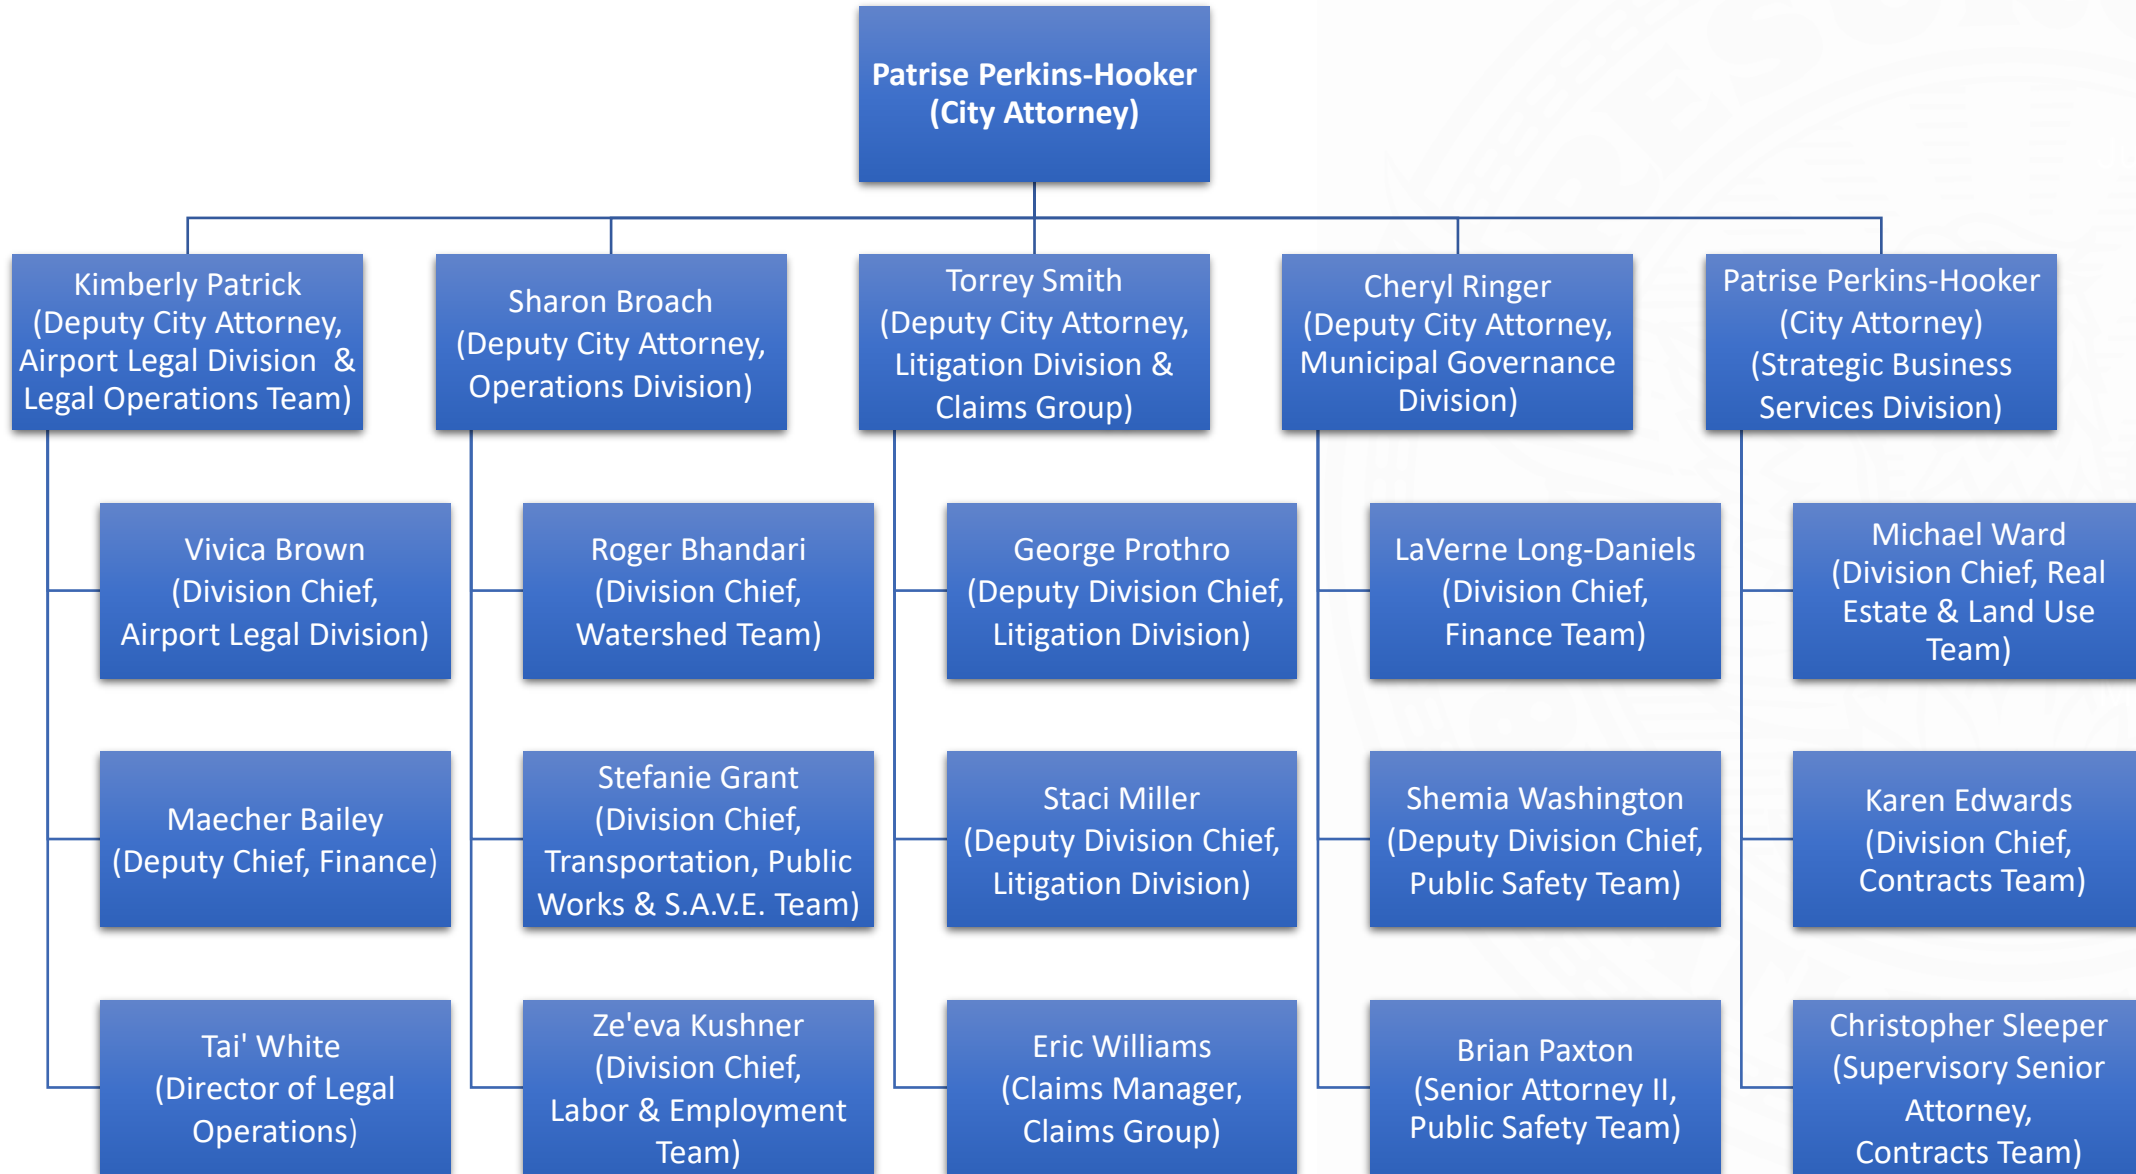 Patrise Perkins-Hooker
(City Attorney)
Kimberly Patrick
(Deputy City Attorney,
Airport Legal Division &
Legal Operations Team)
Sharon Broach
(Deputy City Attorney,
Operations Division)
Torrey Smith
(Deputy City Attorney,
Litigation Division &
Claims Group)
Cheryl Ringer
(Deputy City Attorney,
Municipal Governance
Division)
Patrise Perkins-Hooker
(City Attorney)
(Strategic Business
Services Division)
Vivica Brown
(Division Chief,
Airport Legal Division)
Roger Bhandari
(Division Chief,
Watershed Team)
George Prothro
(Deputy Division Chief,
Litigation Division)
LaVerne Long-Daniels
(Division Chief,
Finance Team)
Michael Ward
(Division Chief, Real
Estate & Land Use
Team)
Maecher Bailey
(Deputy Chief, Finance)
Stefanie Grant
(Division Chief,
Transportation, Public
Works & S.A.V.E. Team)
Staci Miller
(Deputy Division Chief,
Litigation Division)
Shemia Washington
(Deputy Division Chief,
Public Safety Team)
Karen Edwards
(Division Chief,
Contracts Team)
Tai' White
(Director of Legal
Operations)
Ze'eva Kushner
(Division Chief,
Labor & Employment
Team)
Eric Williams
(Claims Manager,
Claims Group)
Brian Paxton
(Senior Attorney II,
Public Safety Team)
Christopher Sleeper
(Supervisory Senior
Attorney,
Contracts Team)